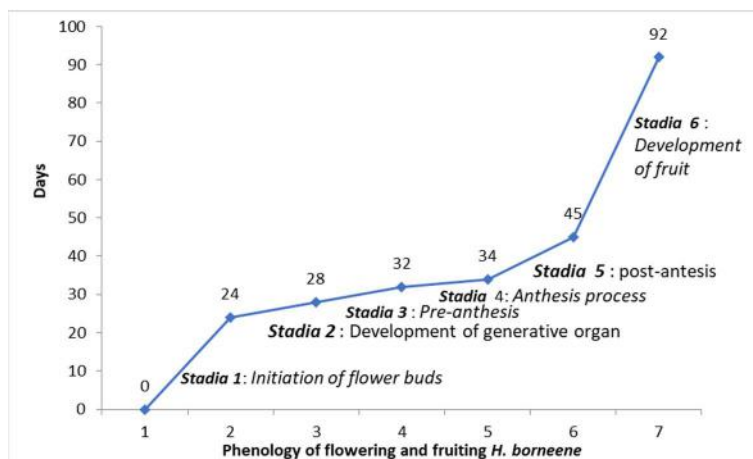 100
90
80
70
60
50
40
30
20
10
0
Days
0
24
28
32
34
45
92
Stadia 1: Initiation of flower buds
Stadia 2 : Development of generative organ
Stadia 3 : Pre-anthesis
Stadia 4: Anthesis process
Stadia 5 : post-antesis
Stadia 6 :
Development
of fruit
1 2 3 4 5 6 7
Phenology of flowering and fruiting H. borneene